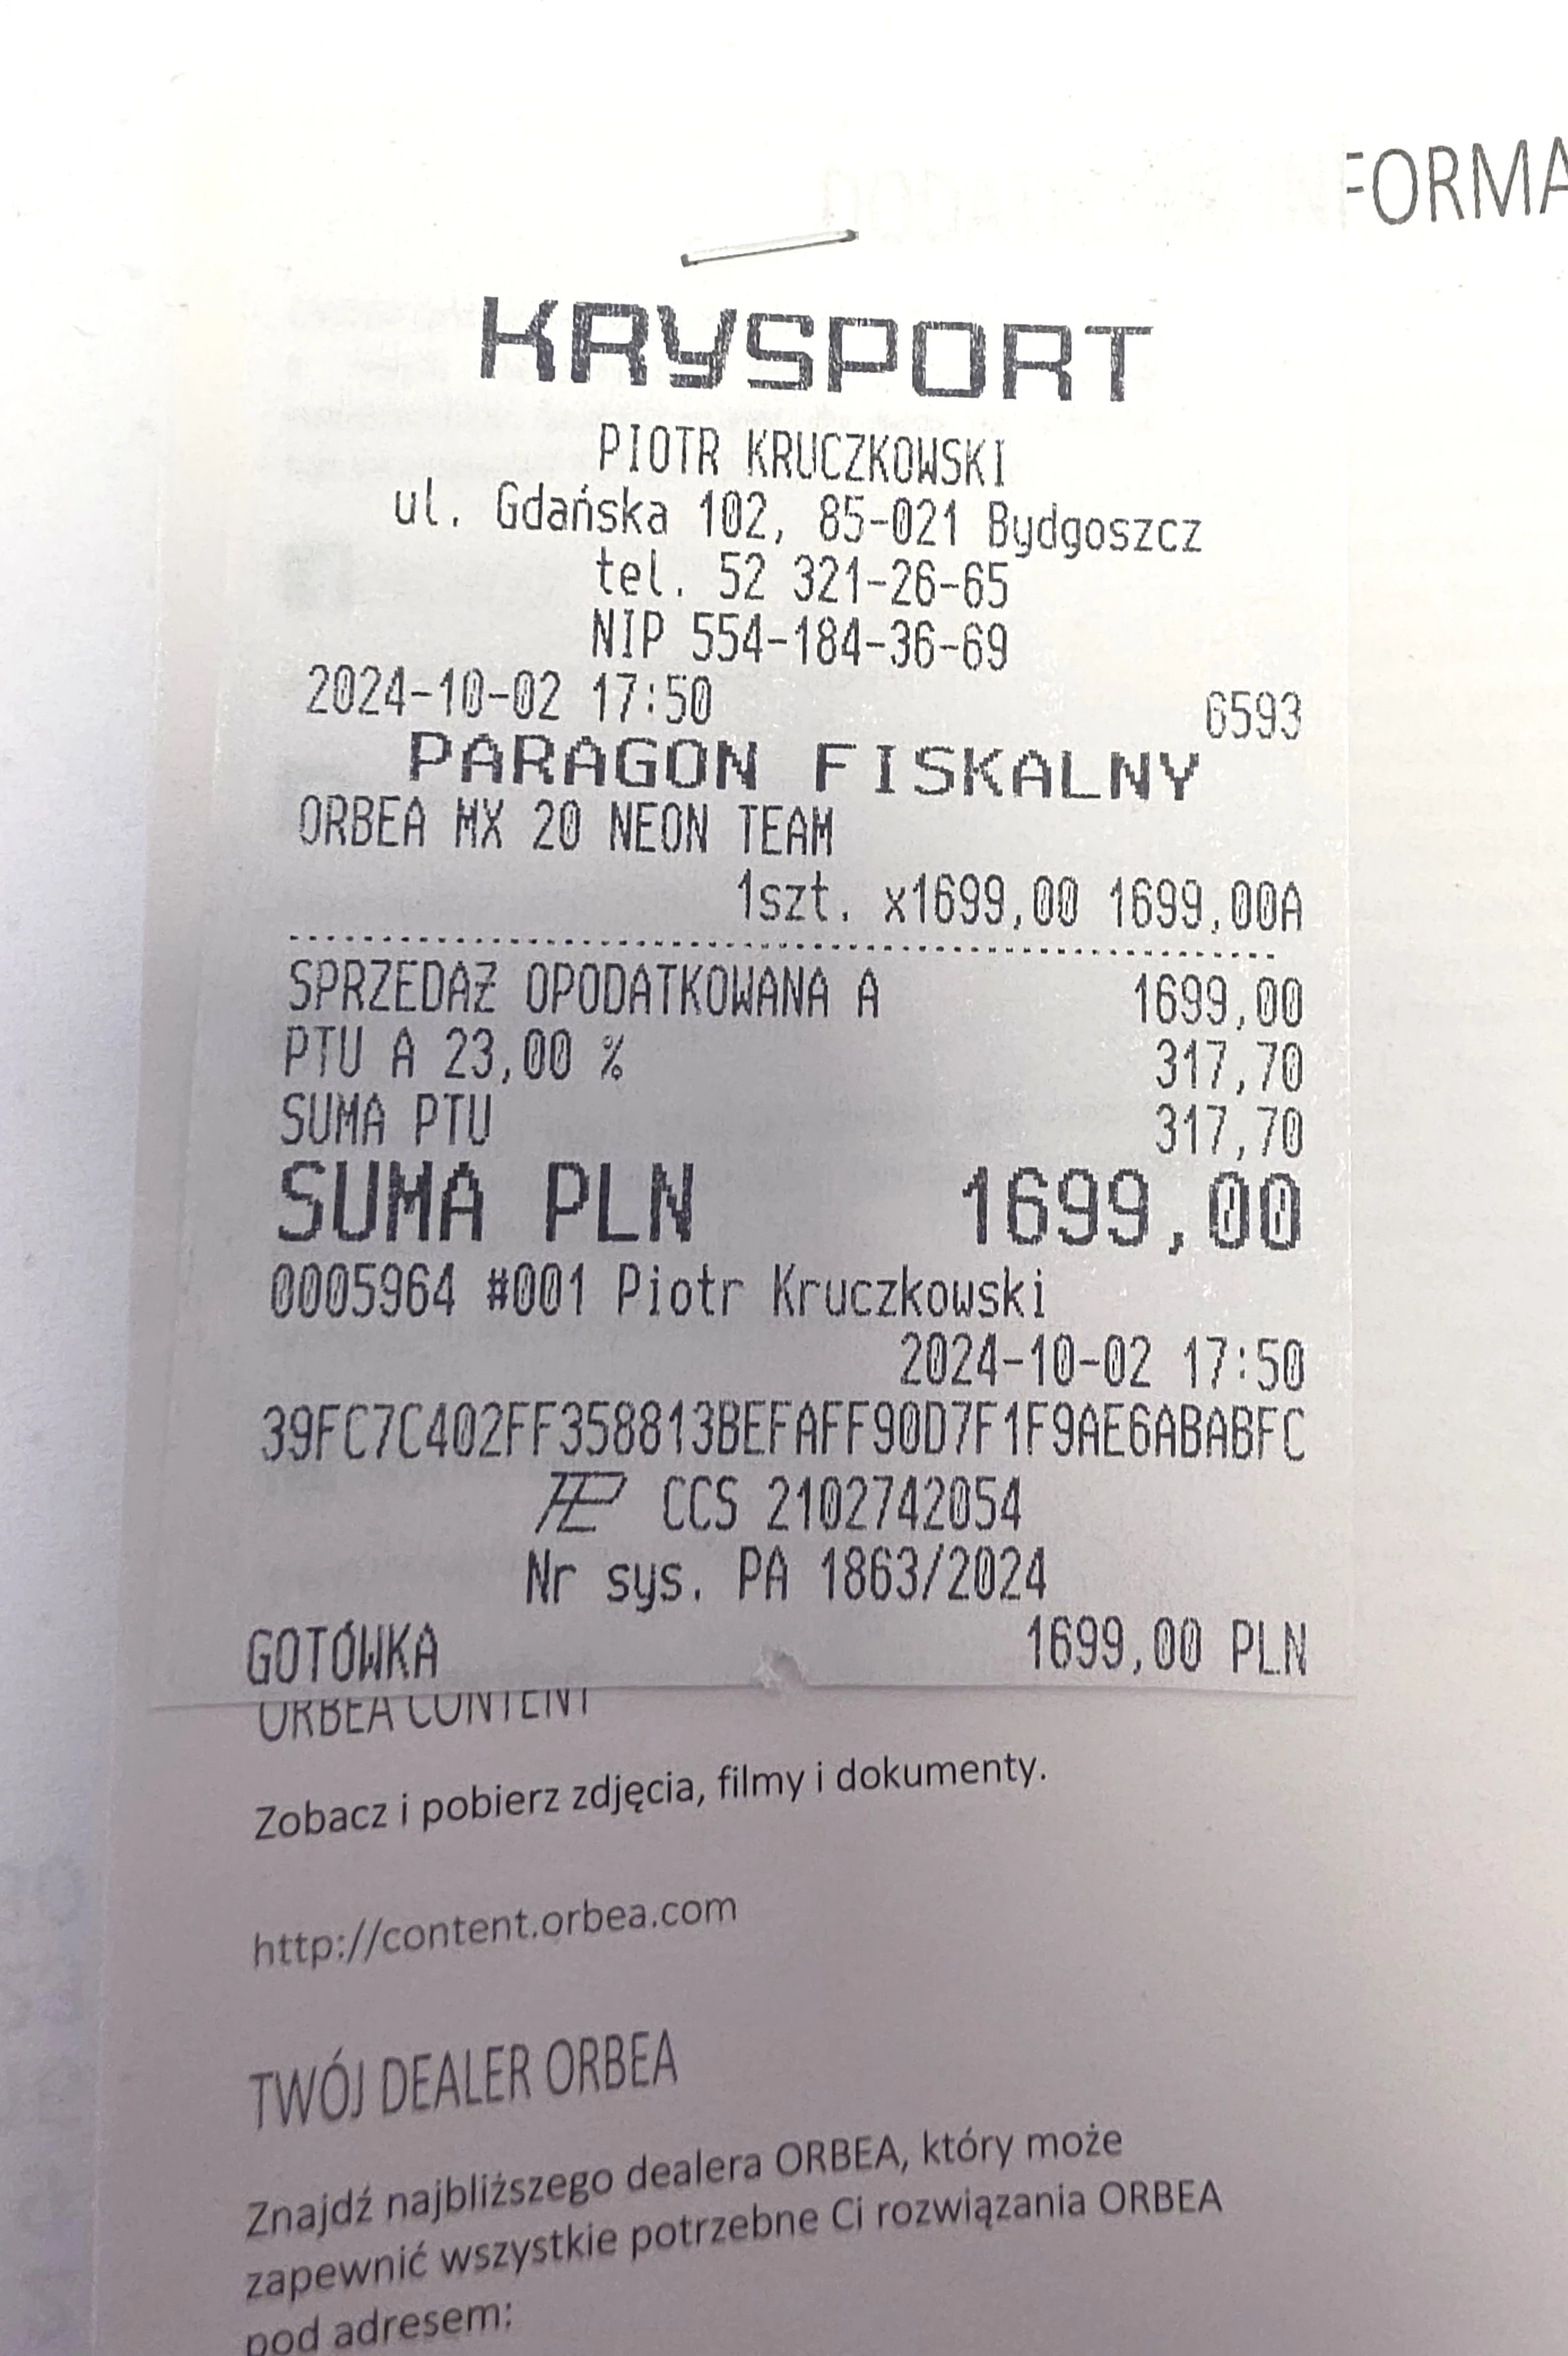 FORMA
KRYSPORT
PIOTR KRUCZKOWSKI
ul. Gdańska 102, 85-021 Bydgoszcz
tel. 52 321-26-65
NIP 554-184-36-69
2024-10-02 17:50 6593
PARAGON FISKALNY
ORBEA MX 20 NEON TEAM
1szt. x1699,00 1699,00A
SPRZEDAŻ OPODATKOWANA A 1699,00
PTU A 23,00 % 317,70
SUMA PTU 317,70
SUMA PLN 1699,00
0005964 #001 Piotr Kruczkowski
2024-10-02 17:50
39FC7C402FF358813BEFAFF90D7F1F9AE6ABABFC
CCS 2102742054
Nr sys. PA 1863/2024
GOTÓWKA 1699,00 PLN
ORBEA CONTENT
Zobacz i pobierz zdjęcia, filmy i dokumenty.
http://content.orbea.com
TWÓJ DEALER ORBEA
Znajdź najbliższego dealera ORBEA, który może
zapewnić wszystkie potrzebne Ci rozwiązania ORBEA
pod adresem: